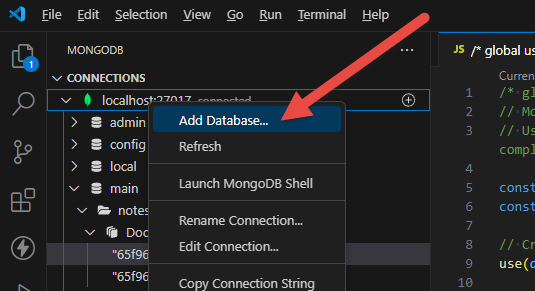 File Edit Selection View Go Run Terminal Help
MONGODB
CONNECTIONS
localhost:27017 connected
admin
config
local
main
notes
Doc
"65f96
"65f96
Add Database...
Refresh
Launch MongoDB Shell
Rename Connection...
Edit Connection...
Copy Connection String
1
JS /* global us
Curren
1 /* gl
2 // Mo
3 // Us
compl
4
5 const
6 const
7
8 // Cr
9 use(d